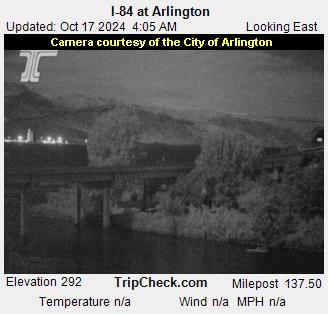 I-84 at Arlington
Updated: Oct 17 2024 4:05 AM Looking East
Camera courtesy of the City of Arlington
Elevation 292 TripCheck.com Milepost 137.50
Temperature n/a Wind n/a MPH n/a